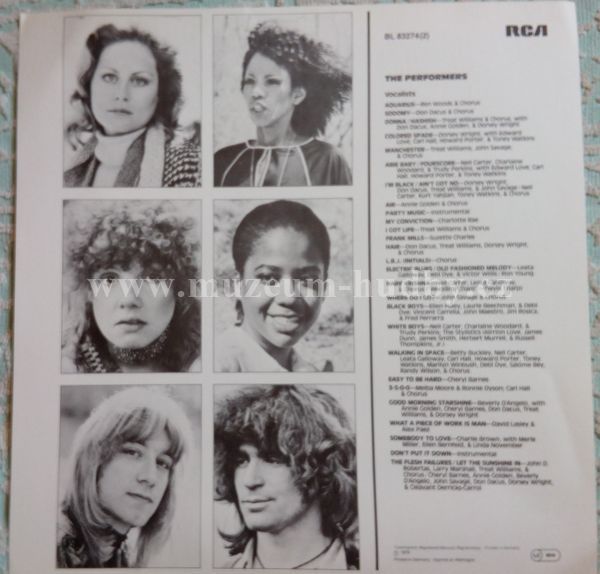 BL 83274(2)
RCA
THE PERFORMERS
Vocalists
AQUARIUS—Ren Woods & Chorus
SODOMY—Don Dacus & Chorus
DONNA / HASHISH—Treat Williams & Chorus, with
Don Dacus, Annie Golden, & Dorsey Wright
COLORED SPADE—Dorsey Wright, with Edward
Love, Carl Hall, Howard Porter, & Toney Watkins
MANCHESTER—Treat Williams, John Savage,
& Chorus
ABIE BABY / FOURSCORE—Nell Carter, Charlaine
Woodard, & Trudy Perkins, with Edward Love, Carl
Hall, Howard Porter, & Toney Watkins
I'M BLACK / AIN'T GOT NO—Dorsey Wright,
Don Dacus, Treat Williams, & John Savage; Nell
Carter, Kurt Yahjian, Toney Watkins, & Chorus
AIR—Annie Golden & Chorus
PARTY MUSIC—Instrumental
MY CONVICTION—Charlotte Rae
I GOT LIFE—Treat Williams & Chorus
FRANK MILLS—Suzette Charles
HAIR—Don Dacus, Treat Williams, Dorsey Wright,
& Chorus
L.B.J. (INITIALS)—Chorus
ELECTRIC BLUES / OLD FASHIONED MELODY—Leata
Galloway, Debi Dye, & Victor Willis; Ron Young
www.muzeum-hudby.cz
WHERE DO I GO?—John Savage & Chorus
BLACK BOYS—Ellen Foley, Laurie Beechman, & Debi
Dye, Vincent Carrella, John Maestro, Jim Rosica,
& Fred Ferrara
WHITE BOYS—Nell Carter, Charlaine Woodard, &
Trudy Perkins; The Stylistics (Airrion Love, James
Dunn, James Smith, Herbert Murrell, & Russell
Thompkins, Jr.)
WALKING IN SPACE—Betty Buckley, Nell Carter,
Leata Galloway, Carl Hall, Howard Porter, Toney
Watkins, Marilyn Winbush, Debi Dye, Salome Bey,
Randy Wilson, & Chorus
EASY TO BE HARD—Cheryl Barnes
3-5-0-0—Melba Moore & Ronnie Dyson; Carl Hall
& Chorus
GOOD MORNING STARSHINE—Beverly D'Angelo, with
Annie Golden, Cheryl Barnes, Don Dacus, Treat
Williams, & Dorsey Wright
WHAT A PIECE OF WORK IS MAN—David Lasley &
SOMEBODY TO LOVE—Charlie Brown, with Merle
Miller, Ellen Bernfeld, & Linda November
DON'T PUT IT DOWN—Instrumental
THE FLESH FAILURES / LET THE SUNSHINE IN—John D.
Robertas, Larry Marshall, Treat Williams, &
Chorus; Cheryl Barnes, Annie Golden, Beverly
D'Angelo, John Savage, Don Dacus, Dorsey Wright,